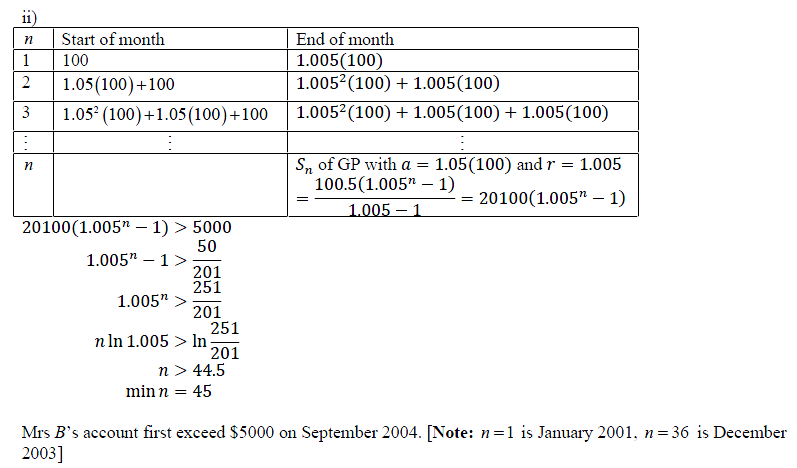 ii)
n Start of month End of month
1 100 1.005(100)
2 1.05(100)+100 1.005²(100) + 1.005(100)
3 1.05² (100)+1.05(100)+100 1.005²(100) + 1.005(100) + 1.005(100)
⋮ ⋮ ⋮
n Sₙ of GP with a = 1.05(100) and r = 1.005
= 100.5(1.005ⁿ − 1) / 1.005 − 1 = 20100(1.005ⁿ − 1)
20100(1.005ⁿ − 1) > 5000
1.005ⁿ − 1 > 50/201
1.005ⁿ > 251/201
n ln 1.005 > ln 251/201
n > 44.5
min n = 45
Mrs B’s account first exceed $5000 on September 2004. [Note: n=1 is January 2001, n=36 is December
2003]